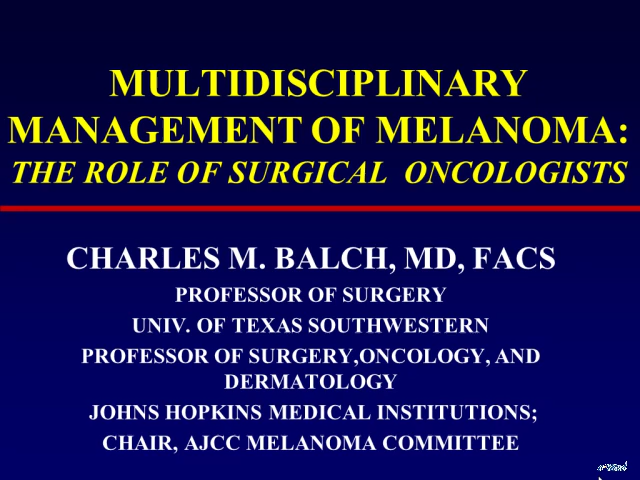 MULTIDISCIPLINARY
MANAGEMENT OF MELANOMA:
THE ROLE OF SURGICAL ONCOLOGISTS
CHARLES M. BALCH, MD, FACS
PROFESSOR OF SURGERY
UNIV. OF TEXAS SOUTHWESTERN
PROFESSOR OF SURGERY,ONCOLOGY, AND
DERMATOLOGY
JOHNS HOPKINS MEDICAL INSTITUTIONS;
CHAIR, AJCC MELANOMA COMMITTEE